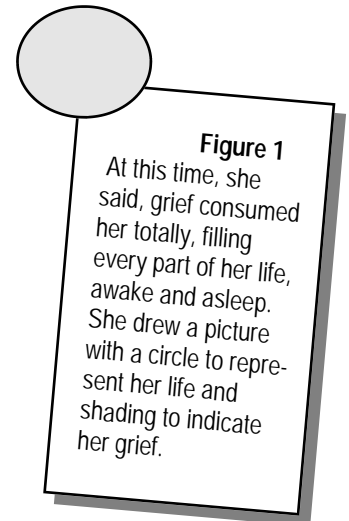 Figure 1
At this time, she
said, grief consumed
her totally, filling
every part of her life,
awake and asleep.
She drew a picture
with a circle to repre-
sent her life and
shading to indicate
her grief.